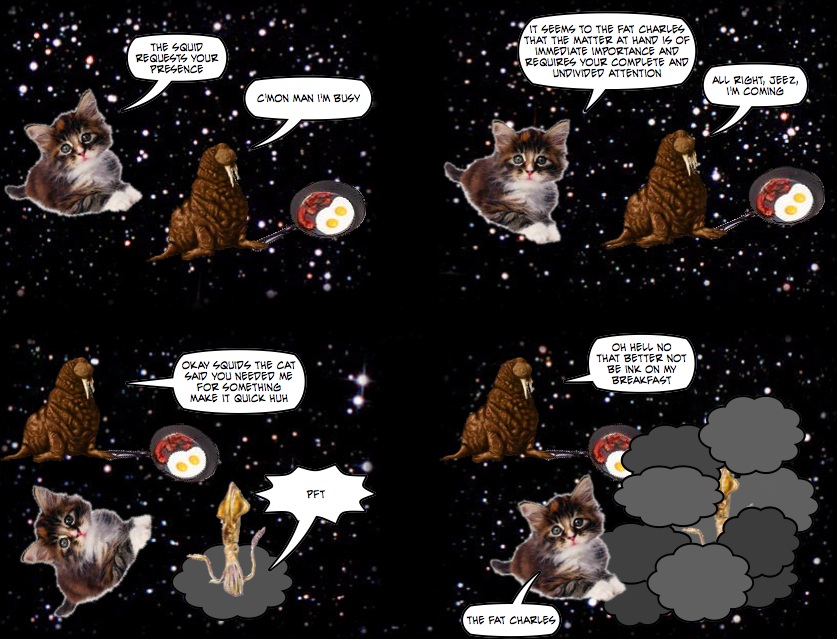 THE SQUID
REQUESTS YOUR
PRESENCE
C'MON MAN I'M BUSY
IT SEEMS TO THE FAT CHARLES
THAT THE MATTER AT HAND IS OF
IMMEDIATE IMPORTANCE AND
REQUIRES YOUR COMPLETE AND
UNDIVIDED ATTENTION
ALL RIGHT, JEEZ,
I'M COMING
OKAY SQUIDS THE CAT
SAID YOU NEEDED ME
FOR SOMETHING
MAKE IT QUICK HUH
PFT
OH HELL NO
THAT BETTER NOT
BE INK ON MY
BREAKFAST
THE FAT CHARLES